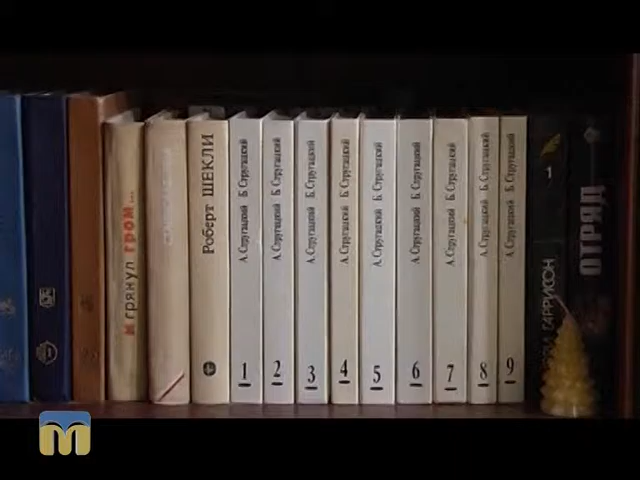 и грянул гром...
Роберт ШЕКЛИ
А. Стругацкий Б. Стругацкий
1
А. Стругацкий Б. Стругацкий
2
А. Стругацкий Б. Стругацкий
3
А. Стругацкий Б. Стругацкий
4
А. Стругацкий Б. Стругацкий
5
А. Стругацкий Б. Стругацкий
6
А. Стругацкий Б. Стругацкий
7
А. Стругацкий Б. Стругацкий
8
А. Стругацкий Б. Стругацкий
9
1
ГАРРИСОН
ОТРЯД
М